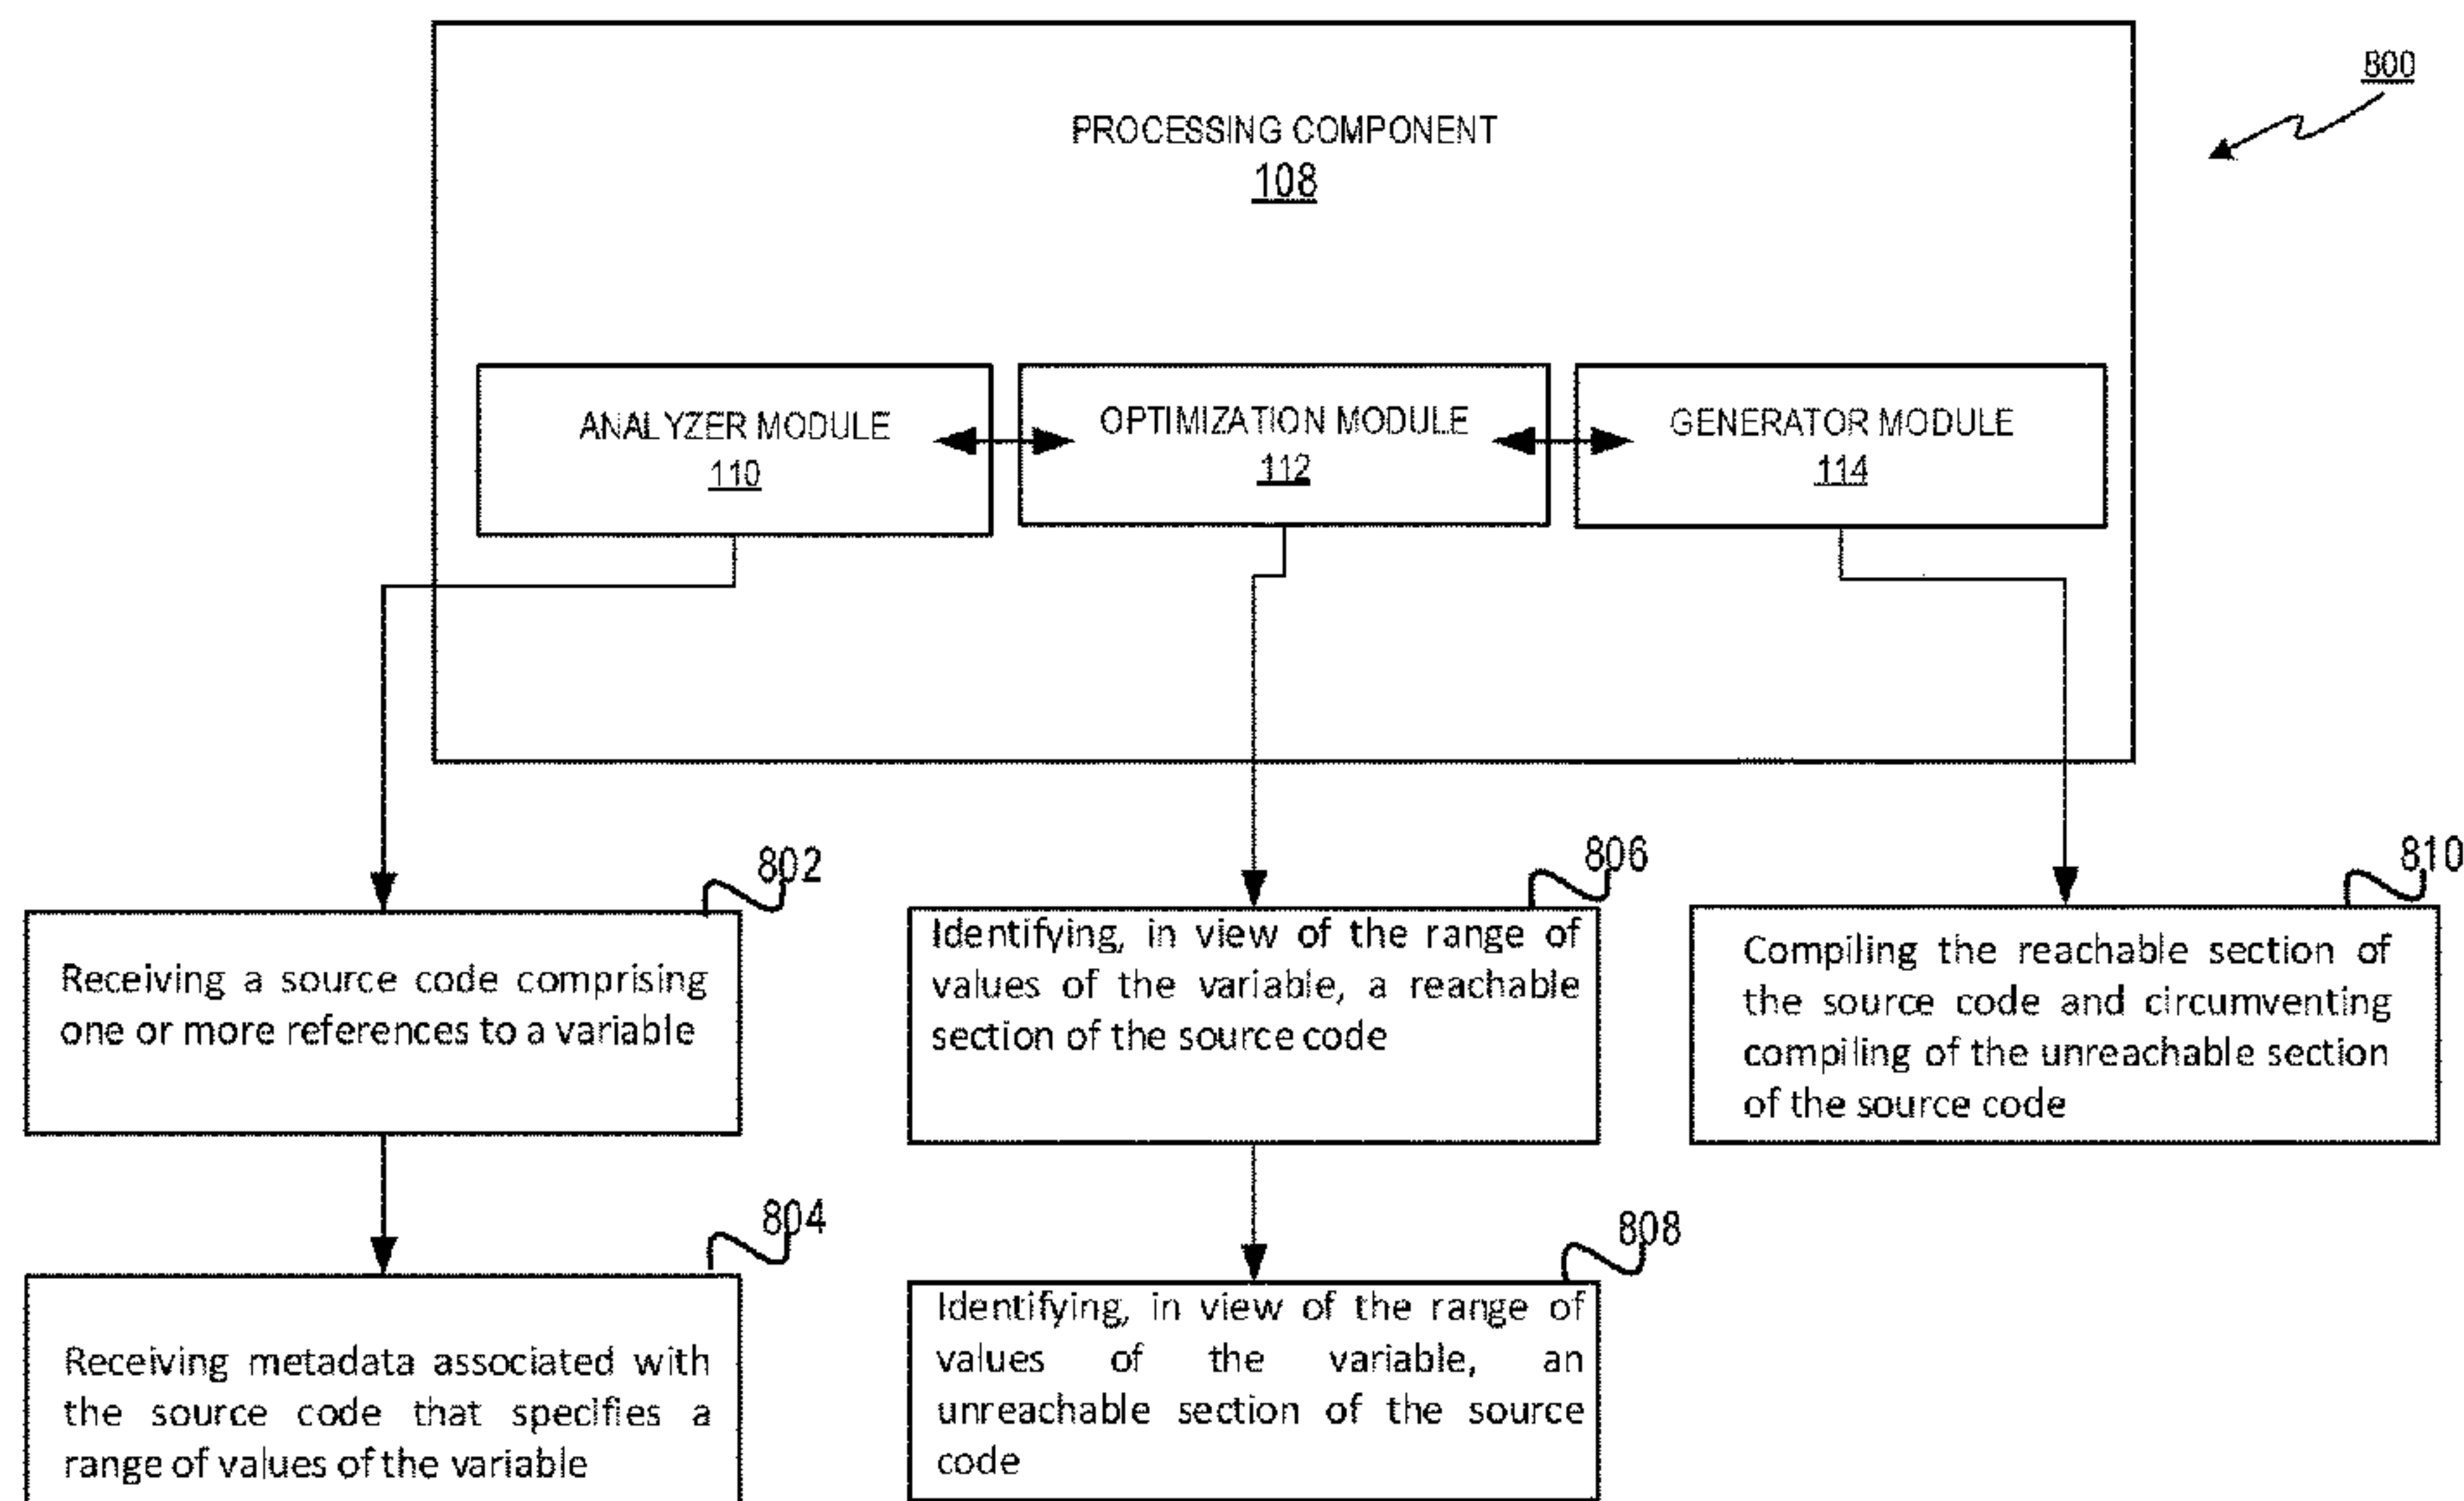 800
PROCESSING COMPONENT
108
ANALYZER MODULE
110
OPTIMIZATION MODULE
112
GENERATOR MODULE
114
802
Receiving a source code comprising
one or more references to a variable
806
Identifying, in view of the range of
values of the variable, a reachable
section of the source code
810
Compiling the reachable section of
the source code and circumventing
compiling of the unreachable section
of the source code
804
Receiving metadata associated with
the source code that specifies a
range of values of the variable
808
Identifying, in view of the range of
values of the variable, an
unreachable section of the source
code